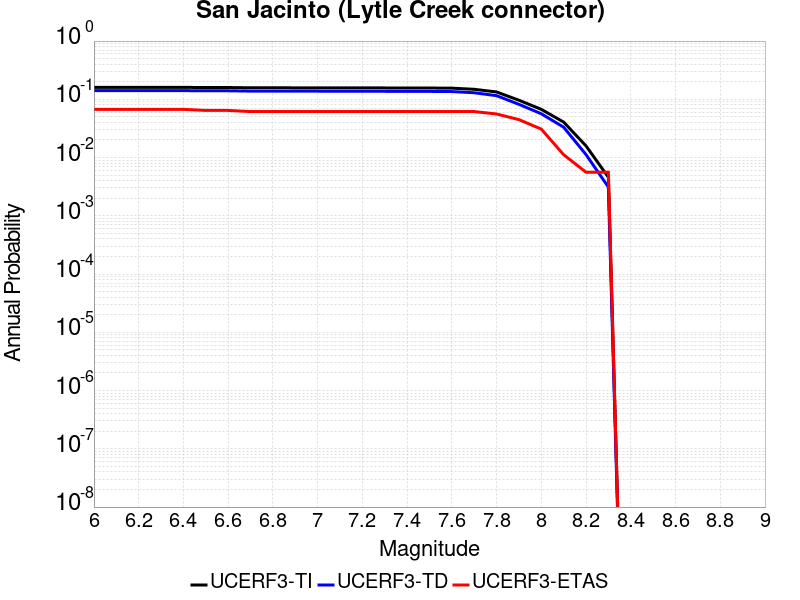 San Jacinto (Lytle Creek connector)
10^0
10^-1
10^-2
10^-3
10^-4
10^-5
10^-6
10^-7
10^-8
Annual Probability
6 6.2 6.4 6.6 6.8 7 7.2 7.4 7.6 7.8 8 8.2 8.4 8.6 8.8 9
Magnitude
UCERF3-TI UCERF3-TD UCERF3-ETAS